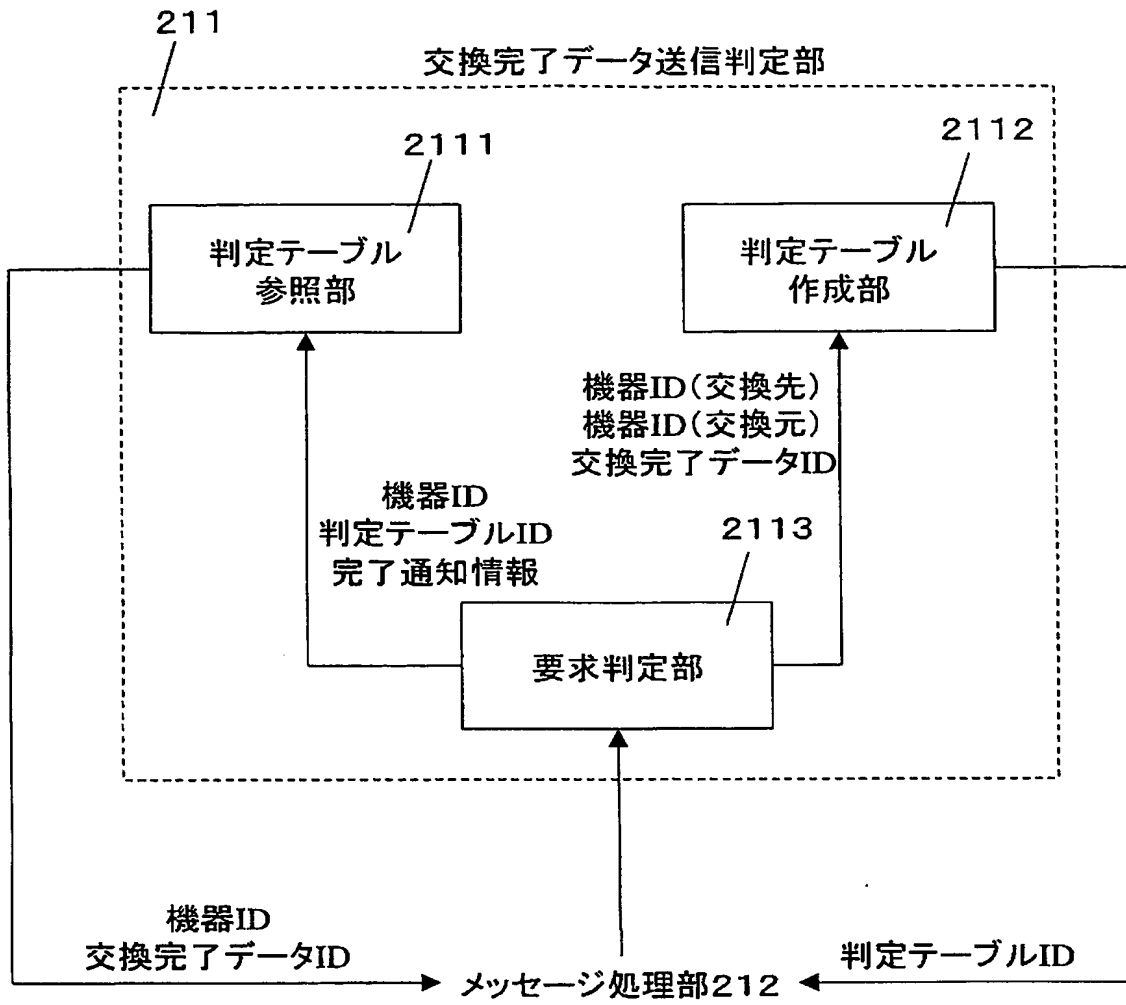 211
交換完了データ送信判定部
2111
2112
判定テーブル
参照部
判定テーブル
作成部
機器ID(交換先)
機器ID(交換元)
交換完了データID
機器ID
判定テーブルID
完了通知情報
2113
要求判定部
機器ID
交換完了データID
メッセージ処理部212
判定テーブルID